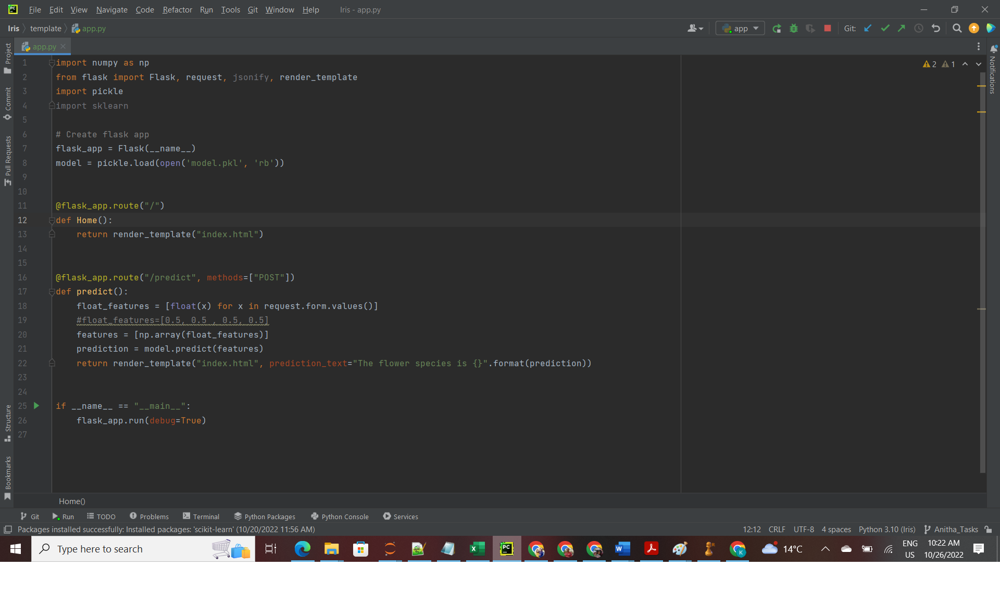 File Edit View Navigate Code Refactor Run Tools Git Window Help Iris - app.py
Iris template app.py app Git:
app.py
2 1
1 import numpy as np
2 from flask import Flask, request, jsonify, render_template
3 import pickle
4 import sklearn
5
6 # Create flask app
7 flask_app = Flask(__name__)
8 model = pickle.load(open('model.pkl', 'rb'))
9
10
11 @flask_app.route("/")
12 def Home():
13 return render_template("index.html")
14
15
16 @flask_app.route("/predict", methods=["POST"])
17 def predict():
18 float_features = [float(x) for x in request.form.values()]
19 #float_features=[0.5, 0.5 , 0.5, 0.5]
20 features = [np.array(float_features)]
21 prediction = model.predict(features)
22 return render_template("index.html", prediction_text="The flower species is {}".format(prediction))
23
24
25 if __name__ == "__main__":
26 flask_app.run(debug=True)
27
Project
Commit
Pull Requests
Structure
Bookmarks
Notifications
Home()
Git Run TODO Problems Terminal Python Packages Python Console Services
Packages installed successfully: Installed packages: 'scikit-learn' (10/20/2022 11:56 AM) 12:12 CRLF UTF-8 4 spaces Python 3.10 (Iris) Anitha_Tasks
Type here to search 14°C ENG 10:22 AM
US 10/26/2022